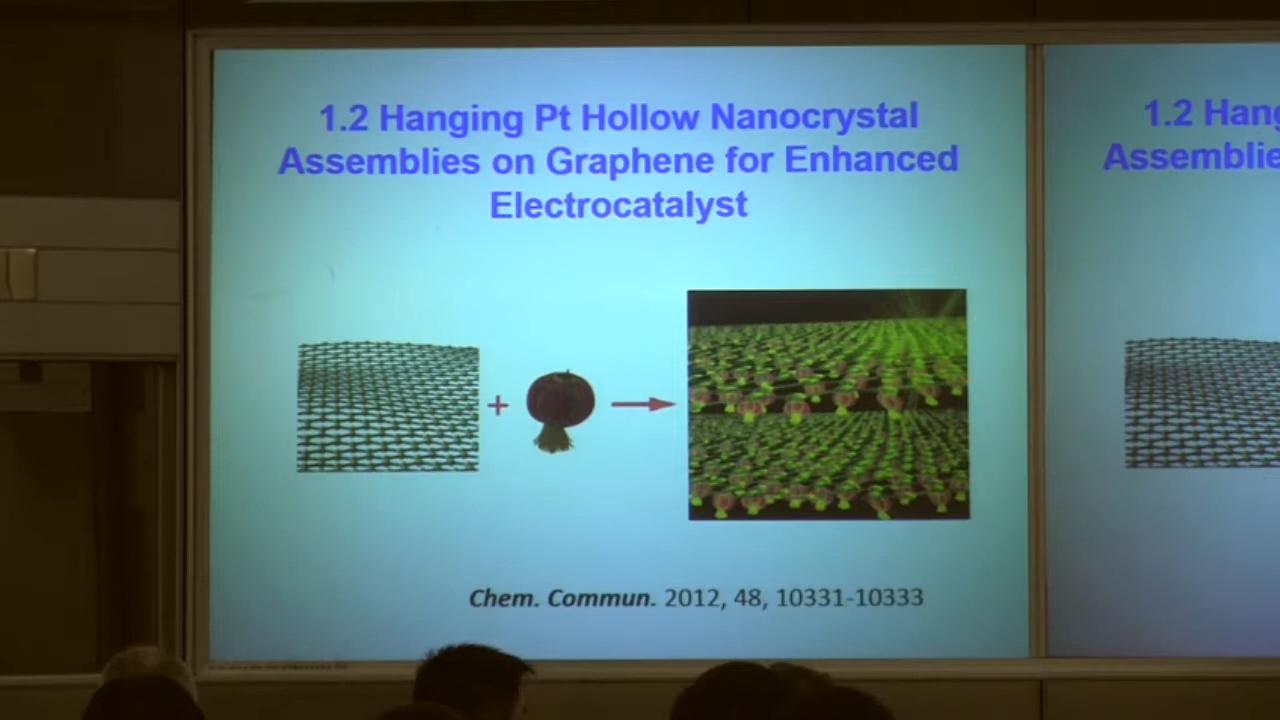 1.2 Hanging Pt Hollow Nanocrystal
Assemblies on Graphene for Enhanced
Electrocatalyst
+
Chem. Commun. 2012, 48, 10331-10333
1.2 Hang
Assemblie